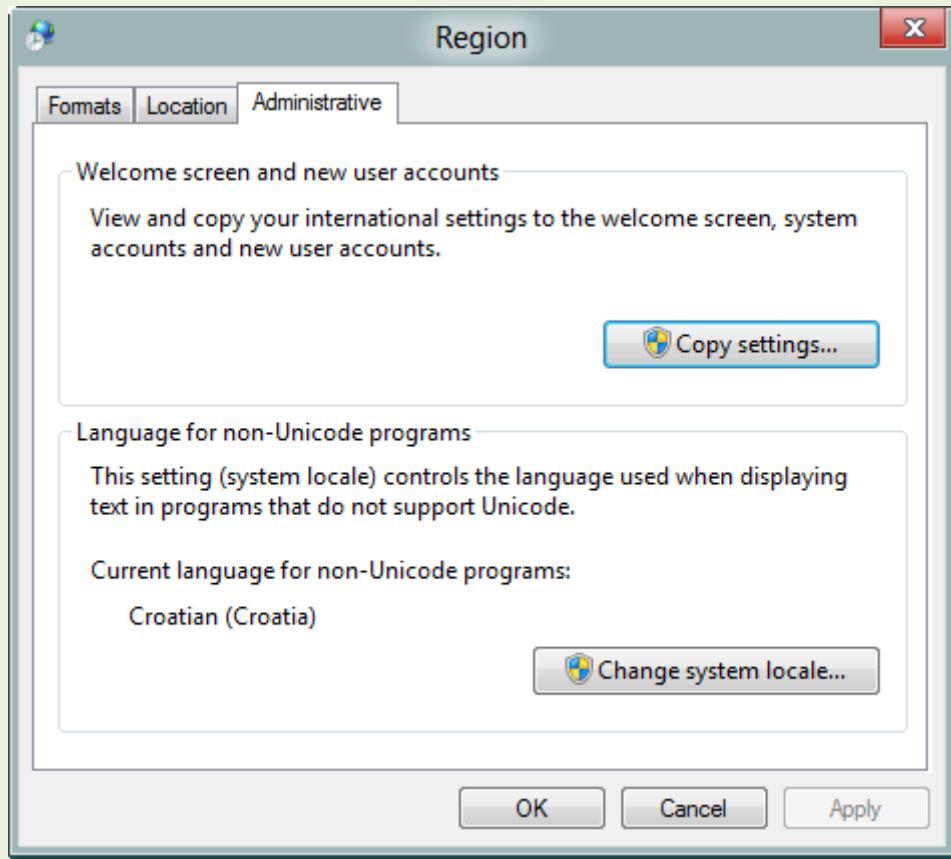 Region
Formats
Location
Administrative
Welcome screen and new user accounts
View and copy your international settings to the welcome screen, system
accounts and new user accounts.
Copy settings...
Language for non-Unicode programs
This setting (system locale) controls the language used when displaying
text in programs that do not support Unicode.
Current language for non-Unicode programs:
Croatian (Croatia)
Change system locale...
OK
Cancel
Apply